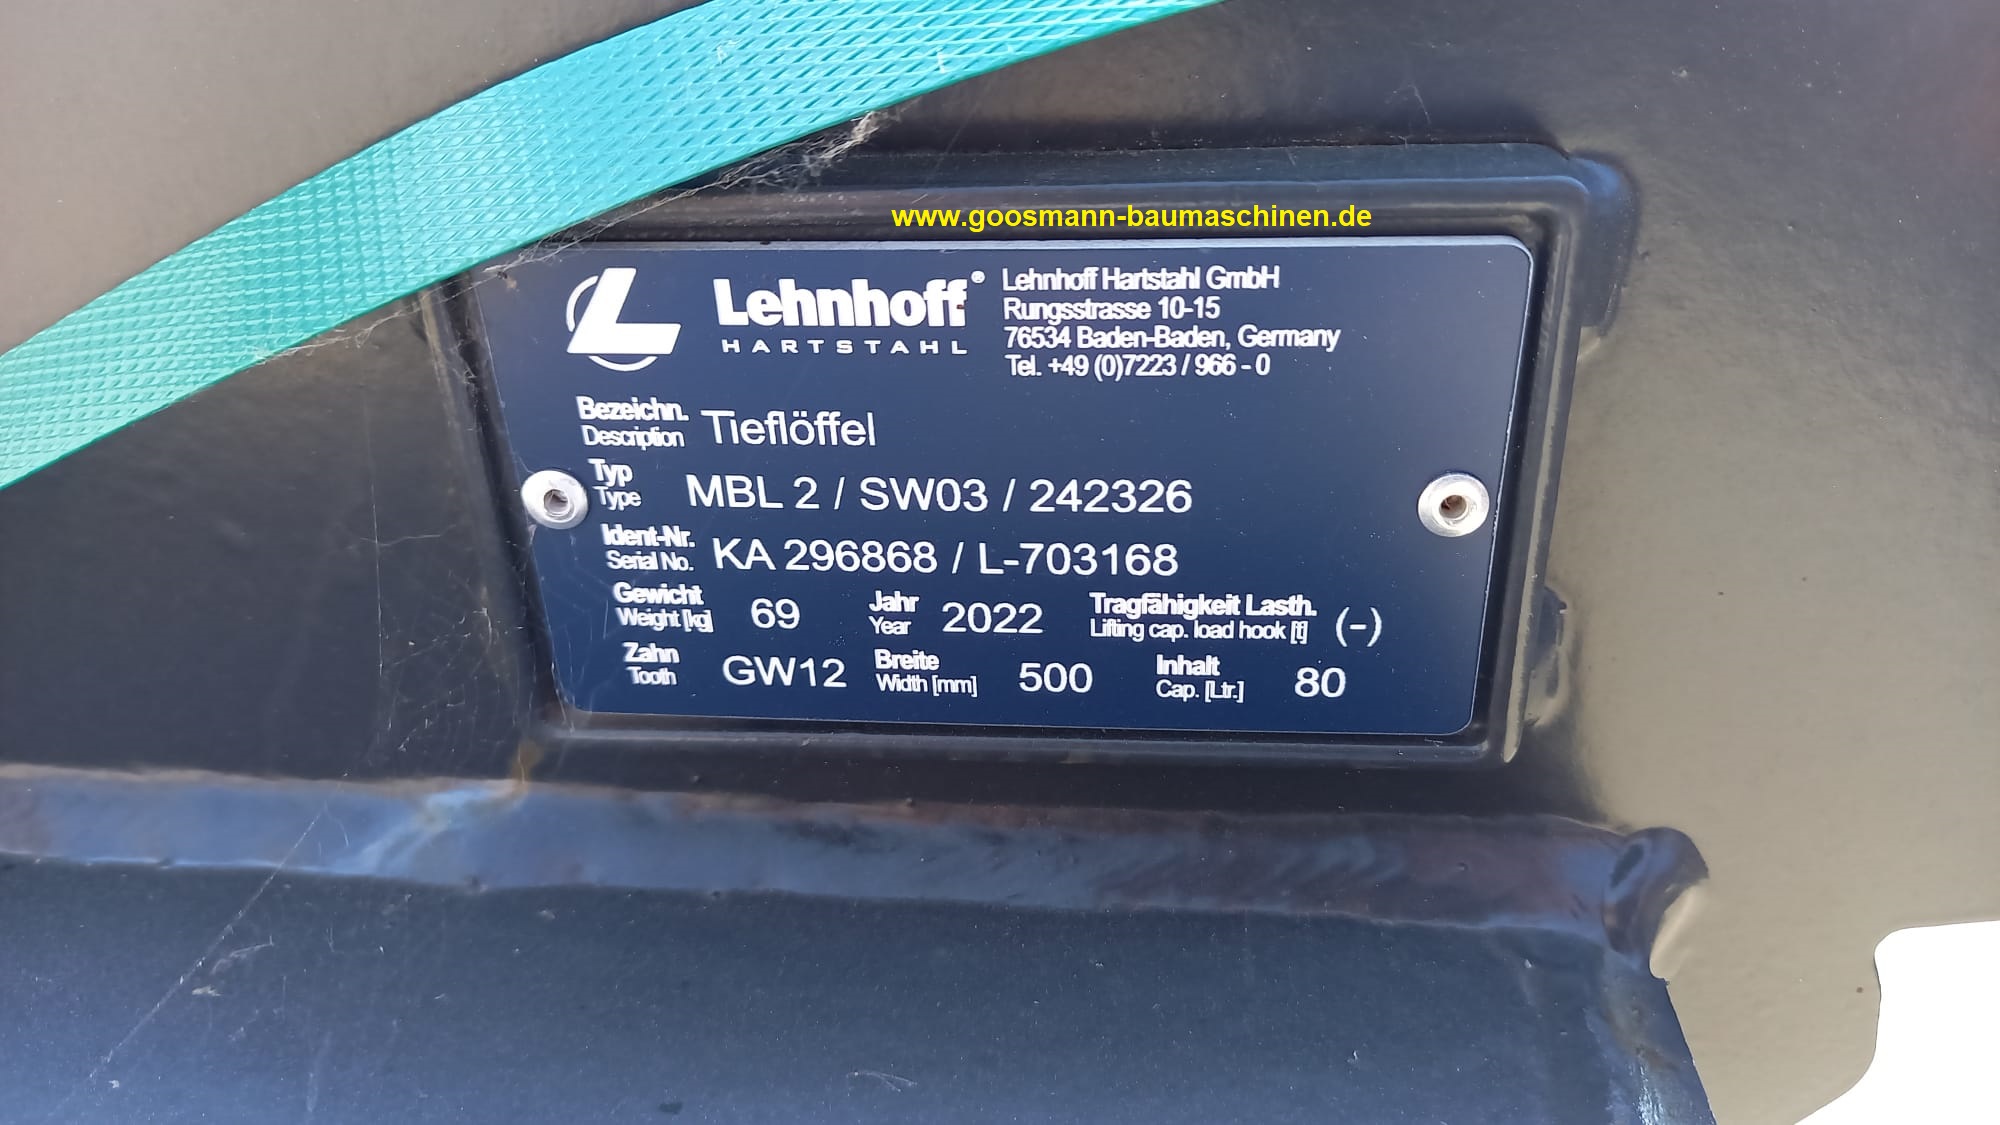 www.goosmann-baumaschinen.de
Lehnhoff®
HARTSTAHL
Lehnhoff Hartstahl GmbH
Rungsstrasse 10-15
76534 Baden-Baden, Germany
Tel. +49 (0)7223 / 966 - 0
Bezeichn.
Description
Tieflöffel
Typ
Type
MBL 2 / SW03 / 242326
Ident-Nr.
Serial No.
KA 296868 / L-703168
Gewicht
Weight [kg]
69
Jahr
Year
2022
Tragfähigkeit Lasth.
Lifting cap. load hook [t]
(-)
Zahn
Tooth
GW12
Breite
Width [mm]
500
Inhalt
Cap. [Ltr.]
80